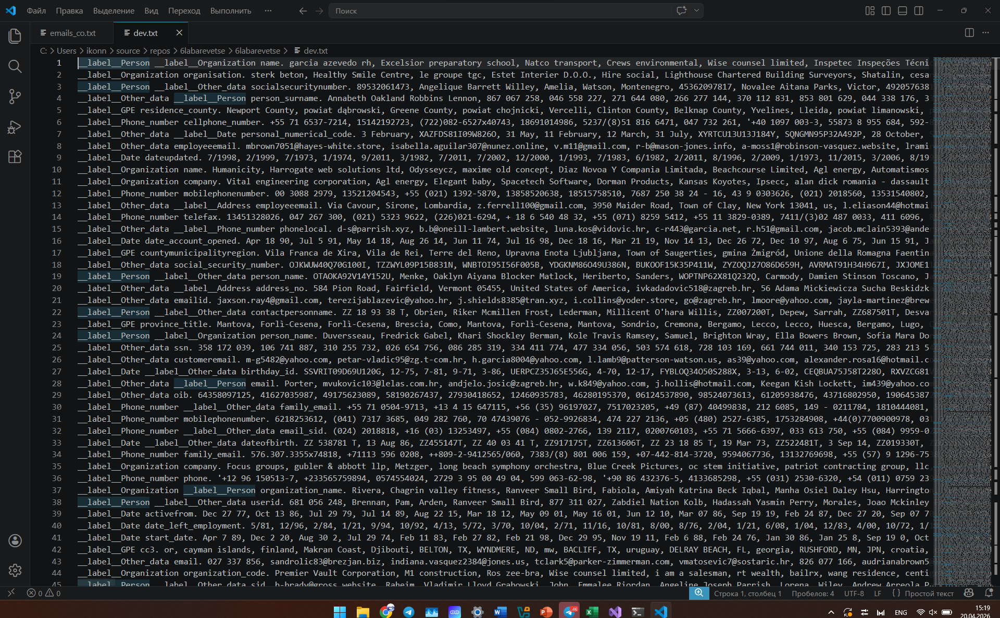 Файл Правка Выделение Вид Переход Выполнить ··· Поиск
emails_co.txt dev.txt
C: > Users > ikonn > source > repos > 6labarevetse > 6labarevetse > dev.txt
1 __label__Person __label__Organization name. garcia azevedo rh, Excelsior preparatory school, Natco transport, Crews environmental, Wise counsel limited, Inspetec Inspeções Técni
2 __label__Organization organisation. sterk beton, Healthy Smile Centre, le groupe tgc, Estet Interier D.O.O., Hire social, Lighthouse Chartered Building Surveyors, Shatalin, cesa
3 __label__Person __label__Other_data socialsecuritynumber. 89532061473, Angelique Barrett Willey, Amelia, Watson, Montenegro, 45362097817, Novalee Aitana Parks, Victor, 492057638
4 __label__Other_data __label__Person person_surname. Annabeth Oakland Robbins Lennon, 867 067 258, 046 558 227, 271 644 080, 266 277 144, 370 112 831, 853 801 629, 044 338 176, 3
5 __label__GPE residence_county. Newport County, powiat dąbrowski, Greene County, powiat chojnicki, Vercelli, Clinton County, Belknap County, Yvelines, Lleida, powiat limanowski,
6 __label__Phone_number cellphone_number. +55 71 6537-7214, 15142192723, (722)082-6527x40743, 18691014986, 5237/(8)51 816 6471, 047 732 261, '+40 1097 003-3, 55873 8 955 684, 592-
7 __label__Other_data __label__Date personal_numerical_code. 3 February, XAZFDS81I09W826O, 31 May, 11 February, 12 March, 31 July, XYRTCU13U13J184Y, SQNGMN95P32A492P, 28 October,
8 __label__Other_data employeeemail. mbrown7051@hayes-white.store, isabella.aguilar307@nunez.online, v.m11@gmail.com, r-b@mason-jones.info, a-moss1@robinson-vasquez.website, lrami
9 __label__Date dateupdated. 7/1998, 2/1999, 7/1973, 1/1974, 9/2011, 3/1982, 7/2011, 7/2002, 12/2000, 1/1993, 7/1983, 6/1982, 2/2011, 8/1996, 2/2009, 1/1973, 11/2015, 3/2006, 8/19
10 __label__Organization name. Humanicity, Harrogate web solutions ltd, Odysseycz, maxime old concept, Diaz Novoa Y Compania Limitada, Beachcourse Limited, Agl energy, Automatismos
11 __label__Organization company. Vital engineering corporation, Agl energy, Elegant baby, Spacetech Software, Dorman Products, Kansas Koyotes, Ipsecc, alan dick romania - dassault
12 __label__Phone_number mobilephonenumber. 00 3088 2979, 13521204543, +55 (021) 1392-5870, 13858520638, 18515758510, 7687 250 38 24 - 16, 43 9 0303626, (021) 2018560, 13531540802,
13 __label__Other_data __label__Address employeeemail. Via Cavour, Sirone, Lombardia, z.ferrell100@gmail.com, 3950 Maider Road, Town of Clay, New York 13041, us, l.eliason44@hotmai
14 __label__Phone_number telefax. 13451328026, 047 267 300, (021) 5323 9622, (226)021-6294, + 18 6 540 48 32, +55 (071) 8259 5412, +55 11 3829-0389, 7411/(3)02 487 0033, 411 6096,
15 __label__Other_data __label__Phone_number phonelocal. d-s@parrish.xyz, b.b@oneill-lambert.website, luna.kos@vidovic.hr, c-r443@garcia.net, r.h51@gmail.com, jacob.mclain5393@ande
16 __label__Date date_account_opened. Apr 18 90, Jul 5 91, May 14 18, Aug 26 14, Jun 11 74, Jul 16 98, Dec 18 16, Mar 21 19, Nov 14 13, Dec 26 72, Dec 10 97, Aug 6 75, Jun 15 91, J
17 __label__GPE countymunicipalityregion. Vila Franca de Xira, Vila de Rei, Terre del Reno, Upravna Enota Ljubljana, Town of Saugerties, gmina Żmigród, Unione della Romagna Faentin
18 __label__Other_data social_security_number. OJKWUW40Q70G100I, TZZWYL09P15B831N, WNBTOI95I56F005B, YDGKNM86O49U386N, BUKOOF15K35P411W, ZYZOQJ27O86D659H, AVRMAT91H34H967I, JXJOME1
19 __label__Person __label__Other_data person_name. OTAOKA92V14Y152U, Menke, Oaklyn Aiyana Blocker Matlock, Heriberto, Sanders, WOPTNP62X81Q232Q, Carmody, Damien Stinson Toscano, J
20 __label__Other_data __label__Address address_no. 584 Pion Road, Fairfield, Vermont 05455, United States of America, ivkadadovic518@zagreb.hr, 56 Adama Mickiewicza Sucha Beskidzk
21 __label__Other_data emailid. jaxson.ray4@gmail.com, terezijablazevic@yahoo.hr, j.shields8385@tran.xyz, i.collins@yoder.store, go@zagreb.hr, lmoore@yahoo.com, jayla-martinez@brew
22 __label__Person __label__Other_data contactpersonname. ZZ 18 93 38 T, Obrien, Riker Mcmillen Frost, Lederman, Millicent O'hara Willis, ZZ007200T, Depew, Sarrah, ZZ687501T, Desva
23 __label__GPE province_title. Mantova, Forlì-Cesena, Forlì-Cesena, Brescia, Como, Mantova, Forlì-Cesena, Mantova, Sondrio, Cremona, Bergamo, Lecco, Lecco, Huesca, Bergamo, Lugo,
24 __label__Person __label__Organization person_name. Duversseau, Fredrick Gabel, Khari Shockley Berman, Kole Travis Ramsey, Samuel, Brighton Wray, Ella Bowers Brown, Sofia Mara Do
25 __label__Other_data ssn. 358 172 039, 106 741 887, 310 255 732, 026 654 756, 086 285 319, 334 411 774, 477 334 056, 503 574 618, 728 103 169, 661 744 011, 340 153 725, 283 213 5
26 __label__Other_data customeremail. m-g5482@yahoo.com, petar-vladic95@zg.t-com.hr, h.garcia8004@yahoo.com, l.lamb9@patterson-watson.us, as39@yahoo.com, alexander.rosa16@hotmail.c
27 __label__Date __label__Other_data birthday_id. SSVRIT09D69U120G, 12-75, 7-81, 9-71, 3-86, UERPCZ35J65E556G, 4-70, 12-17, FYBLOQ34O50S288X, 3-13, 6-02, CEQBUA75J58T228O, RXVZCG81
28 __label__Other_data __label__Person email. Porter, mvukovic103@lelas.com.hr, andjelo.josic@zagreb.hr, w.k849@yahoo.com, j.hollis@hotmail.com, Keegan Kish Lockett, im439@yahoo.co
29 __label__Other_data oib. 64358097125, 41627035987, 49175623089, 58190267437, 27930418652, 12460935783, 46280195370, 06124537890, 98524073613, 61205938476, 43716802950, 190645387
30 __label__Phone_number __label__Other_data family_email. +55 71 0504-9713, +13 4 15 647115, +56 (35) 96197027, 7517023205, +49 (87) 40499838, 212 6085, 149 - 0211784, 1810444081,
31 __label__Phone_number mobilephonenumber. 6218253612, (041) 7317 3685, 049 282 760, 70 47439076 - 052-9926834, 474 227 2136, +05 (480) 2527-6385, 1753284908, +44(0)7700900978, 03
32 __label__Phone_number __label__Other_data email_sid. (024) 2018818, +16 (03) 13253497, +55 (084) 0802-2766, 139 2117, 0200760103, +55 71 5666-6397, 033 613 750, +55 (084) 9959-0
33 __label__Date __label__Other_data dateofbirth. ZZ 538781 T, 13 Aug 86, ZZ455147T, ZZ 40 03 41 T, ZZ917175T, ZZ613606T, ZZ 23 18 85 T, 19 Mar 73, ZZ522481T, 3 Sep 14, ZZ019330T,
34 __label__Phone_number family_email. 576.307.3355x74818, +71113 596 0208, ++809-2-9412565/060, 7383/(8) 801 006 159, +07-442-814-3720, 9594067736, 13132769698, +55 (57) 9 1296-75
35 __label__Organization company. Focus groups, gubler & abbott llp, Metzger, long beach symphony orchestra, Blue Creek Pictures, oc stem initiative, patriot contracting group, llc
36 __label__Phone_number phone. '+12 96 150513-7, +233565759894, 0574554024, 2729 3 95 00 49 04, 599 063-62-98, '+90 86 432376-5, 4133685298, +55 (031) 2530-6320, +54 (011) 0759 23
37 __label__Organization __label__Person organization_name. Rivera, Chagrin valley fitness, Ranveer Small Bird, Fabiola, Amiyah Katrina Beck Iqbal, Manha Osiel Daley Hsu, Harringto
38 __label__Person __label__Other_data userid. 681 056 248, Brennan, Pam, Arden, Ranveer Small Bird, 877 311 027, Zabdiel Nation Kolb, Hadassah Yasmin Perry, Morales, Joao Mckinley
39 __label__Date activefrom. Dec 27 77, Oct 13 86, Jul 29 79, Jul 14 89, Aug 22 15, Mar 18 12, May 09 01, May 16 01, Jun 12 10, Mar 07 86, Sep 19 19, Feb 24 87, Dec 27 20, Sep 07 7
40 __label__Date date_left_employment. 5/81, 12/96, 2/84, 1/21, 9/94, 10/92, 4/13, 5/72, 3/70, 10/04, 2/71, 11/16, 10/81, 8/00, 8/76, 2/04, 1/21, 6/08, 1/04, 12/83, 4/00, 10/72, 1/
41 __label__Date start_date. Apr 7 89, Dec 2 20, Aug 30 2, Jul 29 74, Feb 11 83, Feb 27 82, Feb 21 98, Dec 29 95, Nov 19 11, Feb 6 88, Feb 24 76, Jan 30 86, Jan 25 8, Sep 19 0, Oct
42 __label__GPE cc3. or, cayman islands, finland, Makran Coast, Djibouti, BELTON, TX, WYNDMERE, ND, mw, BACLIFF, TX, uruguay, DELRAY BEACH, FL, georgia, RUSHFORD, MN, JPN, croatia,
43 __label__Other_data email. 027 337 856, sandrolic83@brezjan.biz, indiana.vasquez2384@jones.us, tclark5@parker-zimmerman.com, vmatosevic7@sostaric.hr, 826 077 166, audrianabrown5
44 __label__Organization organization_code. Premier Vault Corporation, M1 construction, Ros zee-bra, Wise counsel limited, i am a salesman, rt wealth, bailrx, wang residence, centi
45 __label__Person __label__Other_data sid. b-brady@gross.website, Raheim, Vladimir Lloyd Grabowski, John, Emmalee Riordan, Angeline Joseph Parrish, Lorena, Wiley, Andrew Arreola
0 0 Строка 1, столбец 1 Пробелов: 4 UTF-8 LF { } Простой текст
ENG 15:19
20.04.2026